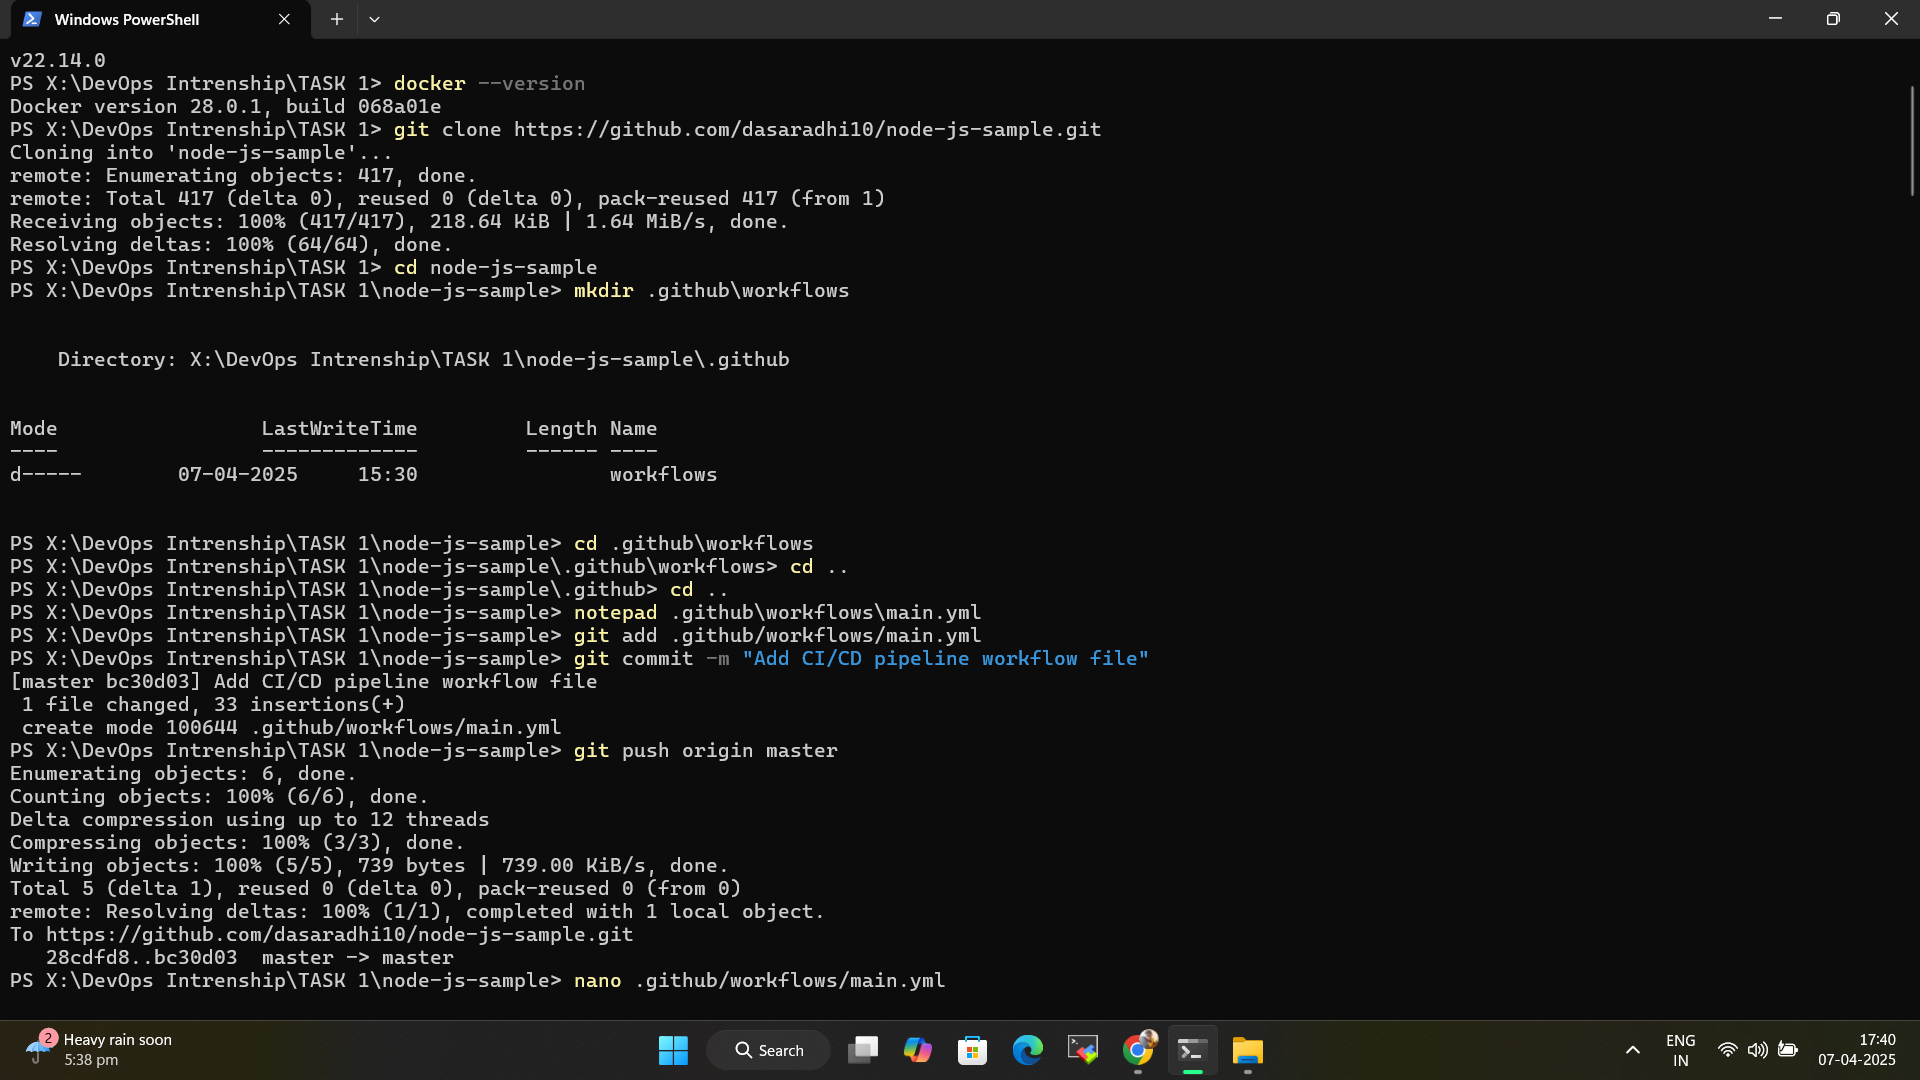 Windows PowerShell
v22.14.0
PS X:\DevOps Intrenship\TASK 1> docker --version
Docker version 28.0.1, build 068a01e
PS X:\DevOps Intrenship\TASK 1> git clone https://github.com/dasaradhi10/node-js-sample.git
Cloning into 'node-js-sample'...
remote: Enumerating objects: 417, done.
remote: Total 417 (delta 0), reused 0 (delta 0), pack-reused 417 (from 1)
Receiving objects: 100% (417/417), 218.64 KiB | 1.64 MiB/s, done.
Resolving deltas: 100% (64/64), done.
PS X:\DevOps Intrenship\TASK 1> cd node-js-sample
PS X:\DevOps Intrenship\TASK 1\node-js-sample> mkdir .github\workflows
Directory: X:\DevOps Intrenship\TASK 1\node-js-sample\.github
Mode                 LastWriteTime         Length Name
----                 -------------         ------ ----
d-----        07-04-2025     15:30                workflows
PS X:\DevOps Intrenship\TASK 1\node-js-sample> cd .github\workflows
PS X:\DevOps Intrenship\TASK 1\node-js-sample\.github\workflows> cd ..
PS X:\DevOps Intrenship\TASK 1\node-js-sample\.github> cd ..
PS X:\DevOps Intrenship\TASK 1\node-js-sample> notepad .github\workflows\main.yml
PS X:\DevOps Intrenship\TASK 1\node-js-sample> git add .github/workflows/main.yml
PS X:\DevOps Intrenship\TASK 1\node-js-sample> git commit -m "Add CI/CD pipeline workflow file"
[master bc30d03] Add CI/CD pipeline workflow file
 1 file changed, 33 insertions(+)
 create mode 100644 .github/workflows/main.yml
PS X:\DevOps Intrenship\TASK 1\node-js-sample> git push origin master
Enumerating objects: 6, done.
Counting objects: 100% (6/6), done.
Delta compression using up to 12 threads
Compressing objects: 100% (3/3), done.
Writing objects: 100% (5/5), 739 bytes | 739.00 KiB/s, done.
Total 5 (delta 1), reused 0 (delta 0), pack-reused 0 (from 0)
remote: Resolving deltas: 100% (1/1), completed with 1 local object.
To https://github.com/dasaradhi10/node-js-sample.git
   28cdfd8..bc30d03  master -> master
PS X:\DevOps Intrenship\TASK 1\node-js-sample> nano .github/workflows/main.yml
2
Heavy rain soon
5:38 pm
Search
ENG
IN
17:40
07-04-2025